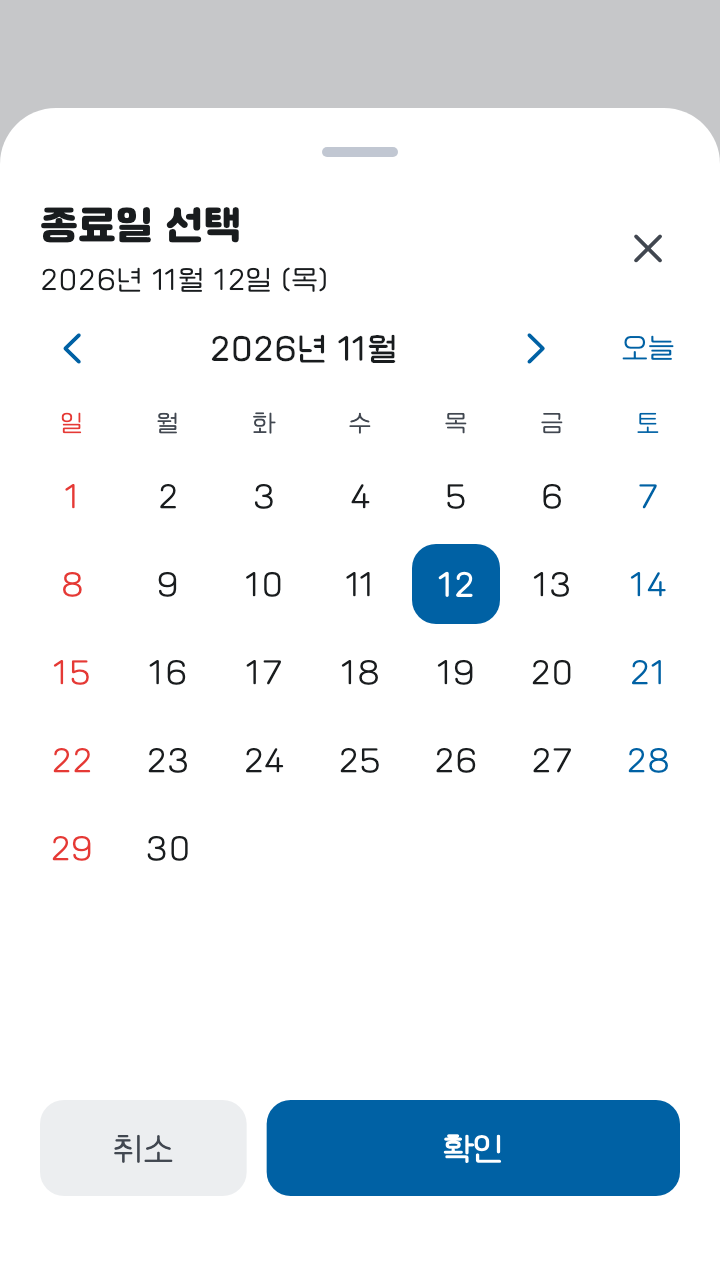 종료일 선택
2026년 11월 12일 (목)
2026년 11월 오늘
일 월 화 수 목 금 토
1 2 3 4 5 6 7
8 9 10 11 12 13 14
15 16 17 18 19 20 21
22 23 24 25 26 27 28
29 30
취소 확인